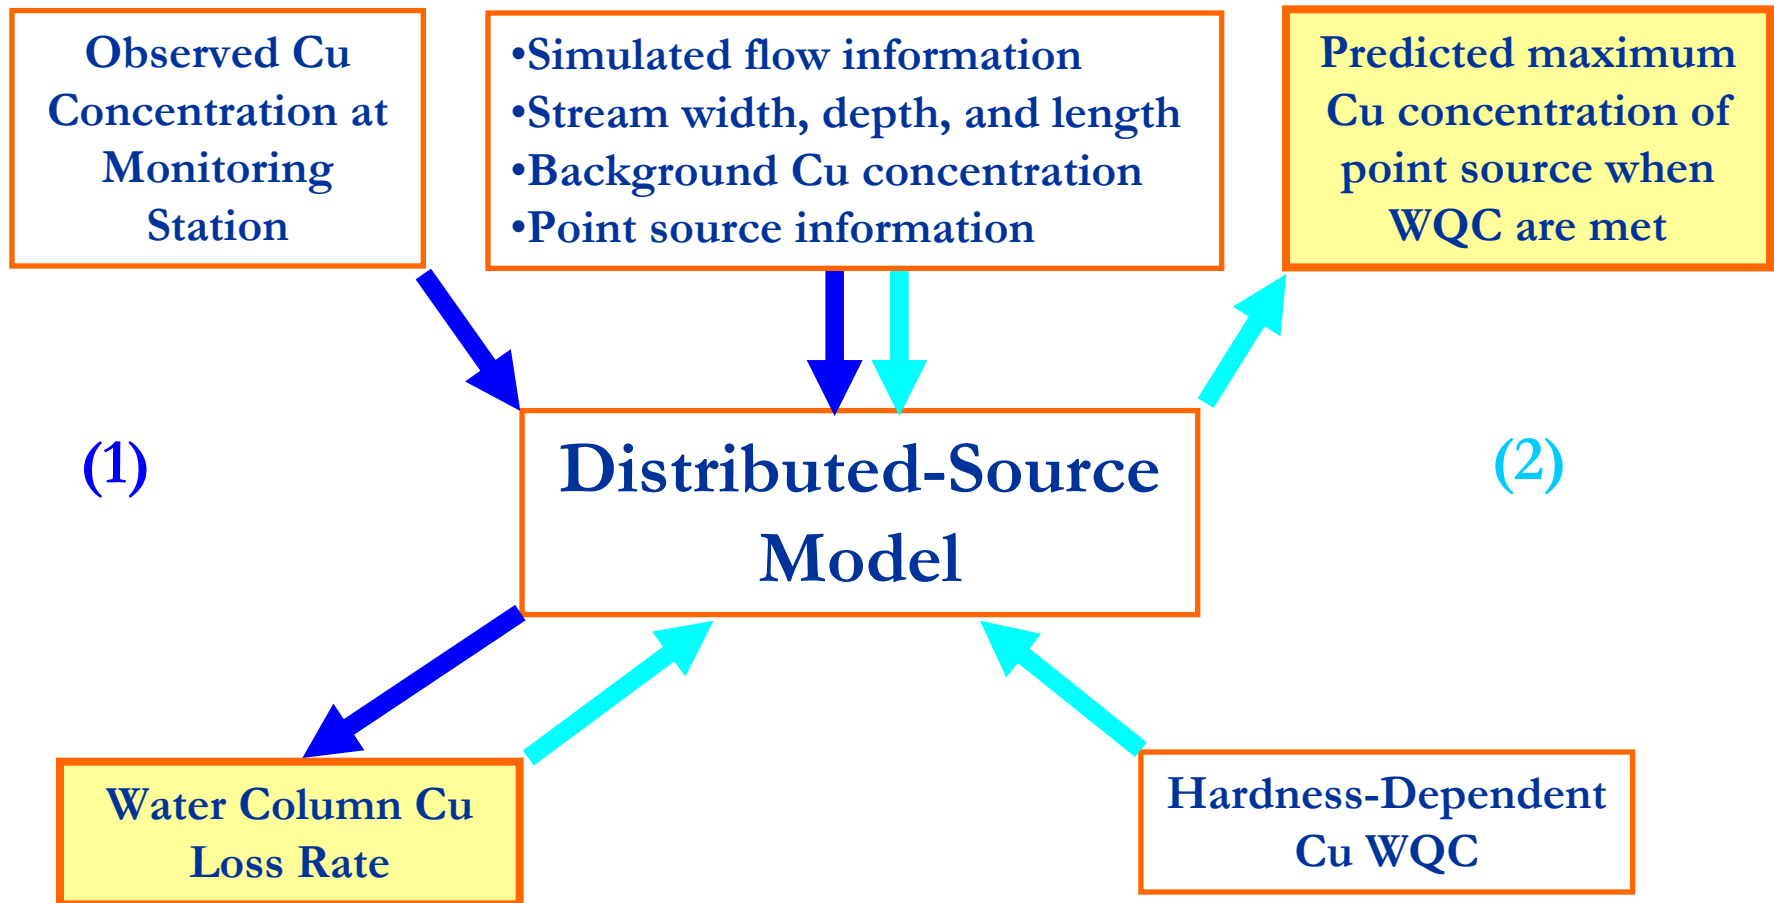 Observed Cu
Concentration at
Monitoring
Station
•Simulated flow information
•Stream width, depth, and length
•Background Cu concentration
•Point source information
Predicted maximum
Cu concentration of
point source when
WQC are met
(1)
Distributed-Source
Model
(2)
Water Column Cu
Loss Rate
Hardness-Dependent
Cu WQC